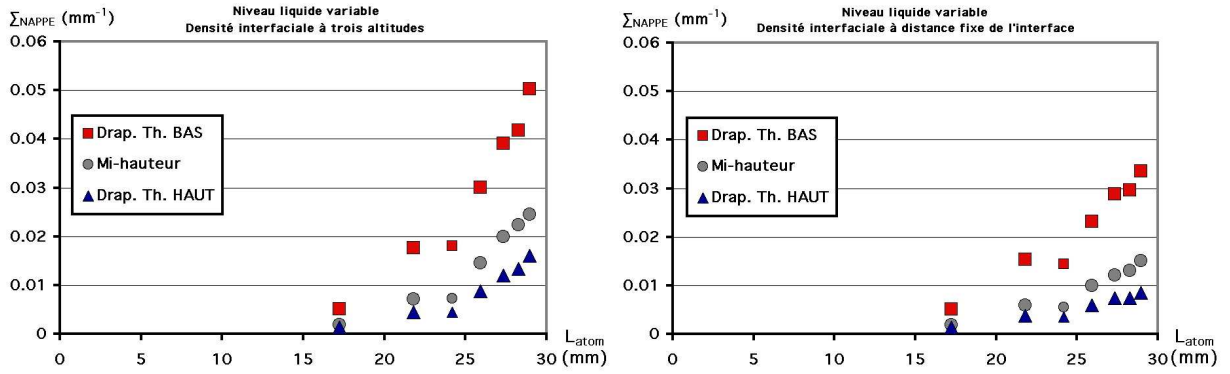 Niveau liquide variable
Densité interfaciale à trois altitudes
ΣNAPPE (mm⁻¹)
0.06
0.05
0.04
0.03
0.02
0.01
0
Drap. Th. BAS
Mi-hauteur
Drap. Th. HAUT
0 5 10 15 20 25 30
Latom
(mm)
Niveau liquide variable
Densité interfaciale à distance fixe de l'interface
ΣNAPPE (mm⁻¹)
0.06
0.05
0.04
0.03
0.02
0.01
0
Drap. Th. BAS
Mi-hauteur
Drap. Th. HAUT
0 5 10 15 20 25 30
Latom
(mm)